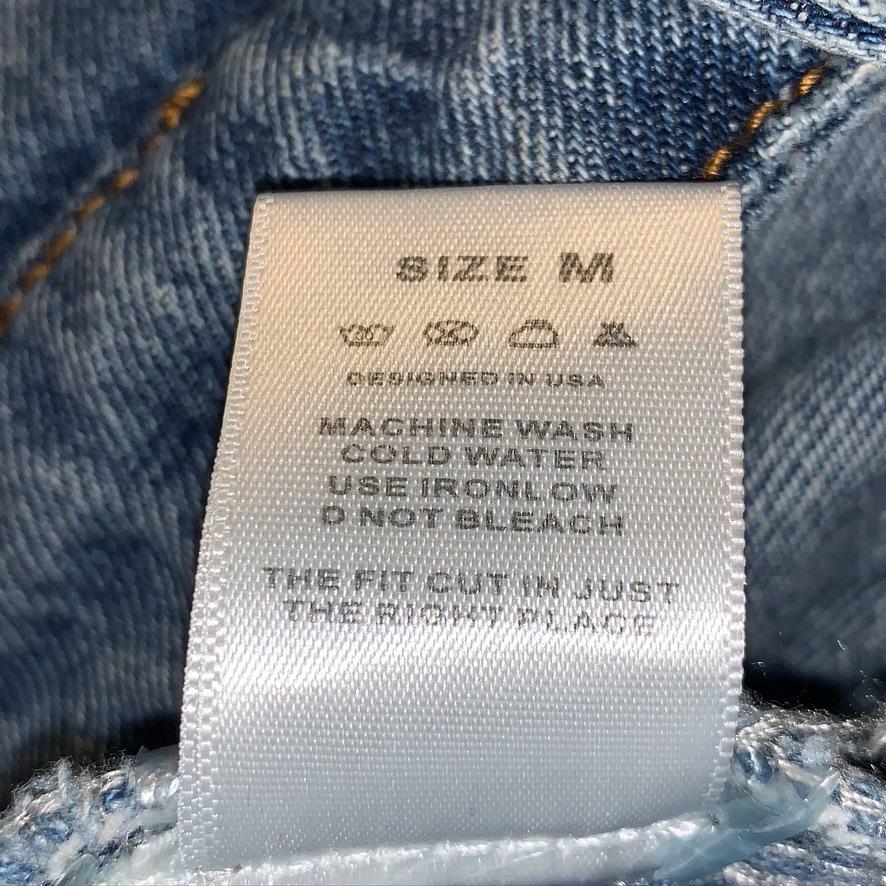 SIZE M
30
DESIGNED IN USA
MACHINE WASH
COLD WATER
USE IRONLOW
D NOT BLEACH
THE FIT CUT IN JUST
THE RIGHT PLACE